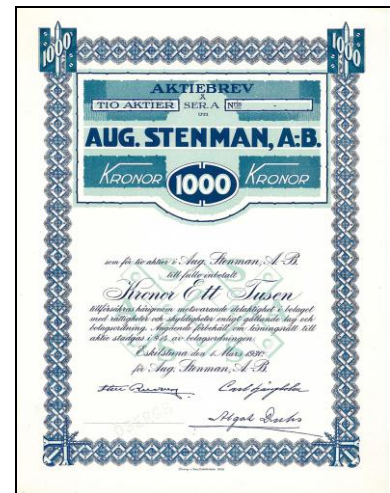 1000 1000
AKTIEBREV
Å
TIO AKTIER SER.A No
om
AUG. STENMAN, A:B.
KRONOR 1000 KRONOR
som för tio aktier i Aug. Stenman, A.-B.
till fullo inbetalt
Kronor Ett Tusen
tillförsäkras härigenom motsvarande delaktighet i bolaget
med rättigheter och skyldigheter enligt gällande lag och
bolagsordning. Angående förbehåll om lösningsrätt till
aktie stadgas i § 5 av bolagsordningen.
Eskilstuna den 1. Mars 1930.
för Aug. Stenman, A.-B.